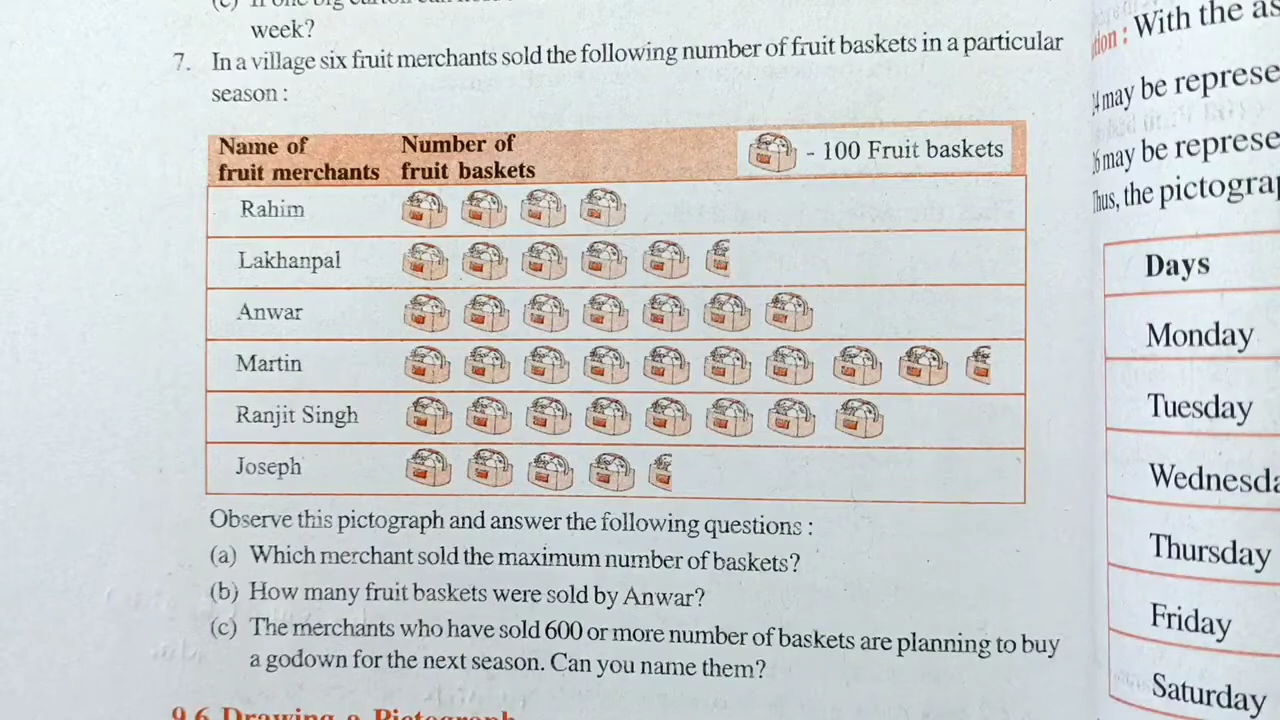 week?
7. In a village six fruit merchants sold the following number of fruit baskets in a particular
season :
Name of fruit merchants
Number of fruit baskets
- 100 Fruit baskets
Rahim
Lakhanpal
Anwar
Martin
Ranjit Singh
Joseph
Observe this pictograph and answer the following questions :
(a) Which merchant sold the maximum number of baskets?
(b) How many fruit baskets were sold by Anwar?
(c) The merchants who have sold 600 or more number of baskets are planning to buy
a godown for the next season. Can you name them?
9.6 Drawing a Pictograph
: With the as
may be represe
may be represe
Thus, the pictogra
Days
Monday
Tuesday
Wednesda
Thursday
Friday
Saturday